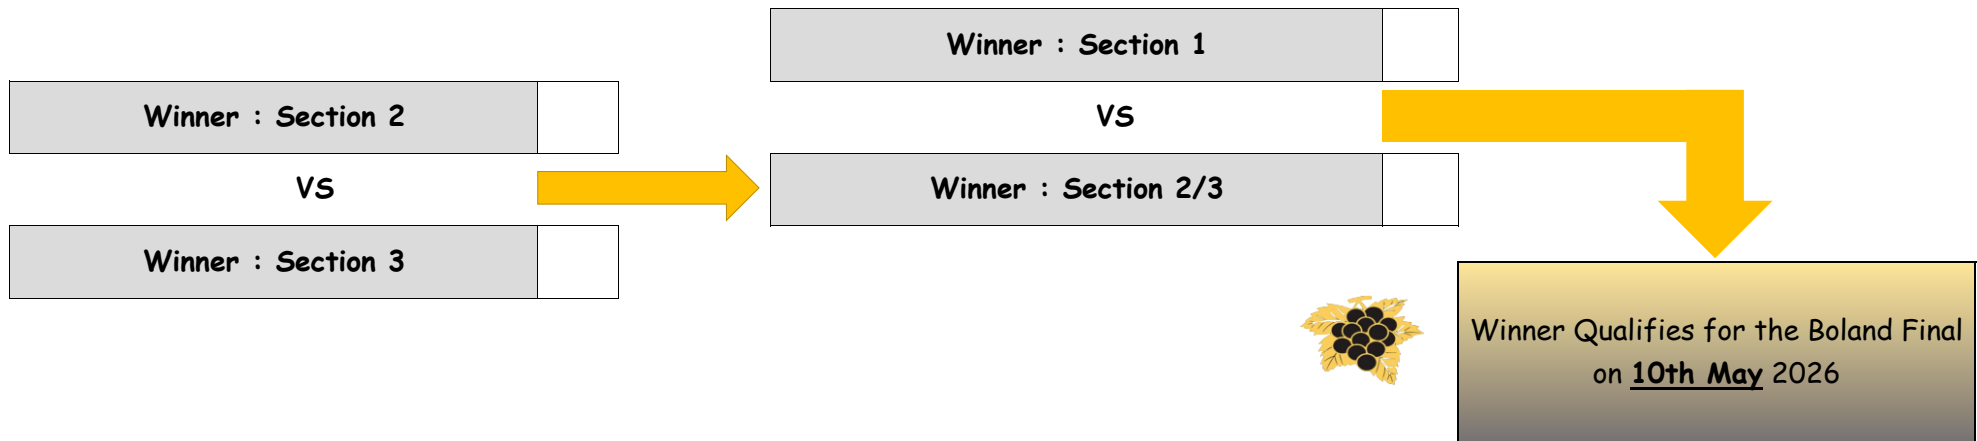 Winner : Section 2
VS
Winner : Section 3
Winner : Section 1
VS
Winner : Section 2/3
Winner Qualifies for the Boland Final
on 10th May 2026